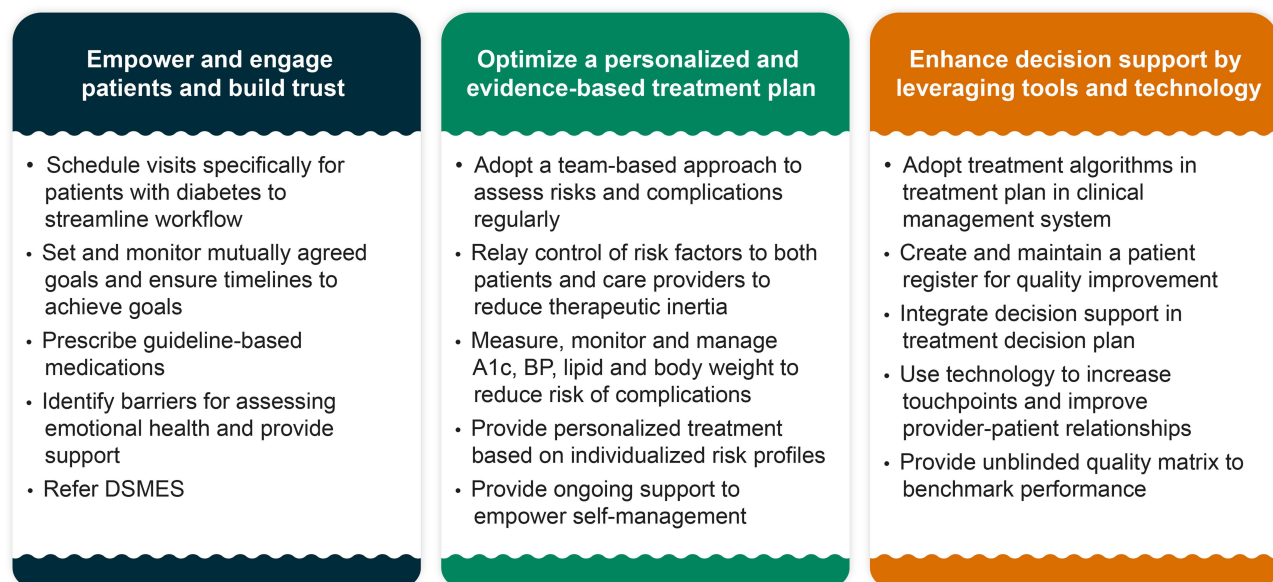 Empower and engage
patients and build trust
• Schedule visits specifically for
patients with diabetes to
streamline workflow
• Set and monitor mutually agreed
goals and ensure timelines to
achieve goals
• Prescribe guideline-based
medications
• Identify barriers for assessing
emotional health and provide
support
• Refer DSMES
Optimize a personalized and
evidence-based treatment plan
• Adopt a team-based approach to
assess risks and complications
regularly
• Relay control of risk factors to both
patients and care providers to
reduce therapeutic inertia
• Measure, monitor and manage
A1c, BP, lipid and body weight to
reduce risk of complications
• Provide personalized treatment
based on individualized risk profiles
• Provide ongoing support to
empower self-management
Enhance decision support by
leveraging tools and technology
• Adopt treatment algorithms in
treatment plan in clinical
management system
• Create and maintain a patient
register for quality improvement
• Integrate decision support in
treatment decision plan
• Use technology to increase
touchpoints and improve
provider-patient relationships
• Provide unblinded quality matrix to
benchmark performance